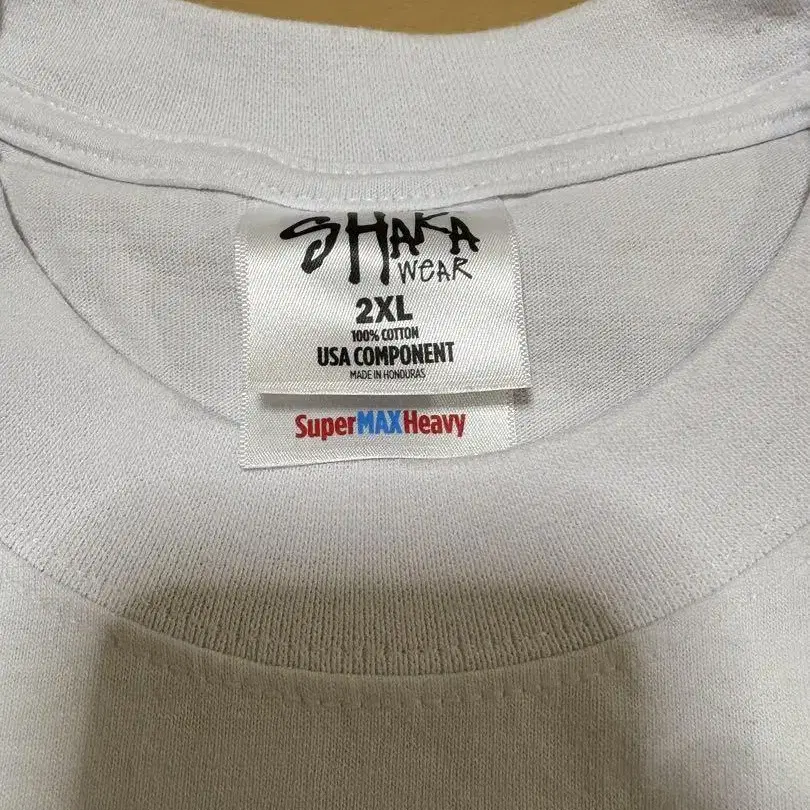 SHAKA
WEAR
2XL
100% COTTON
USA COMPONENT
MADE IN HONDURAS
SuperMAXHeavy